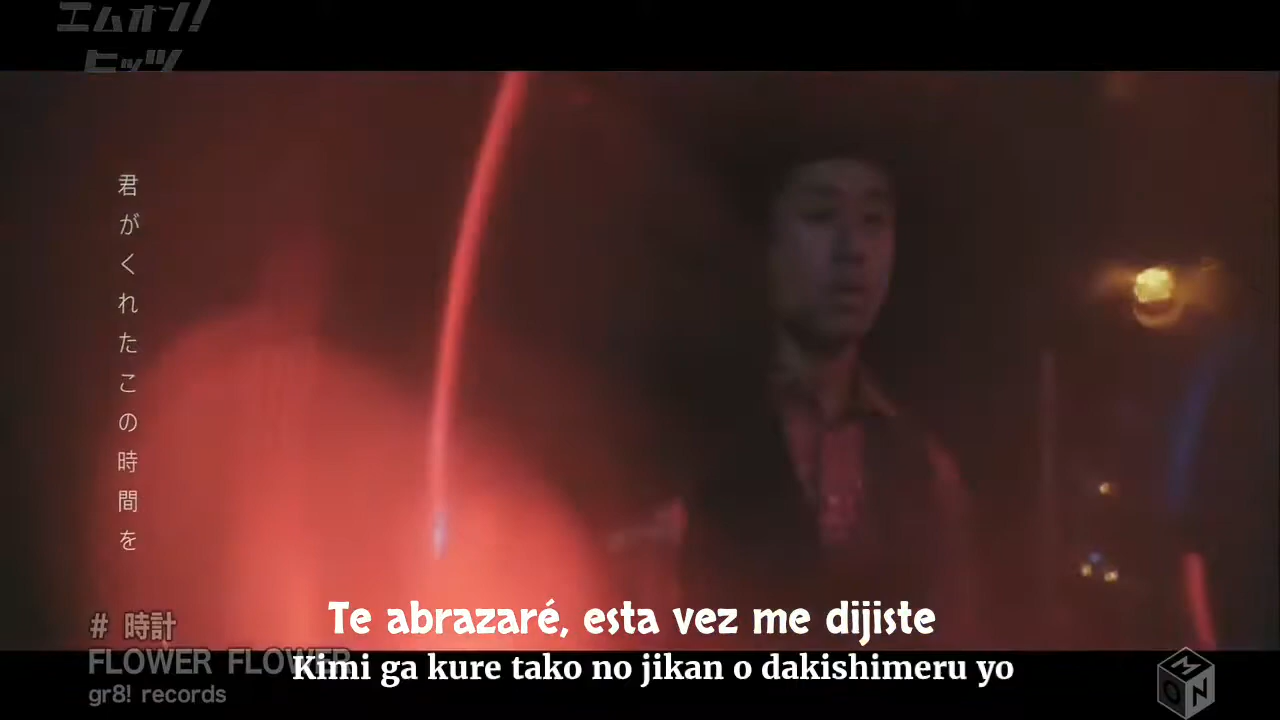 エムオン!
ヒッツ
君がくれたこの時間を
# 時計
FLOWER FLOWER
gr8! records
Te abrazaré, esta vez me dijiste
Kimi ga kure tako no jikan o dakishimeru yo
M ON